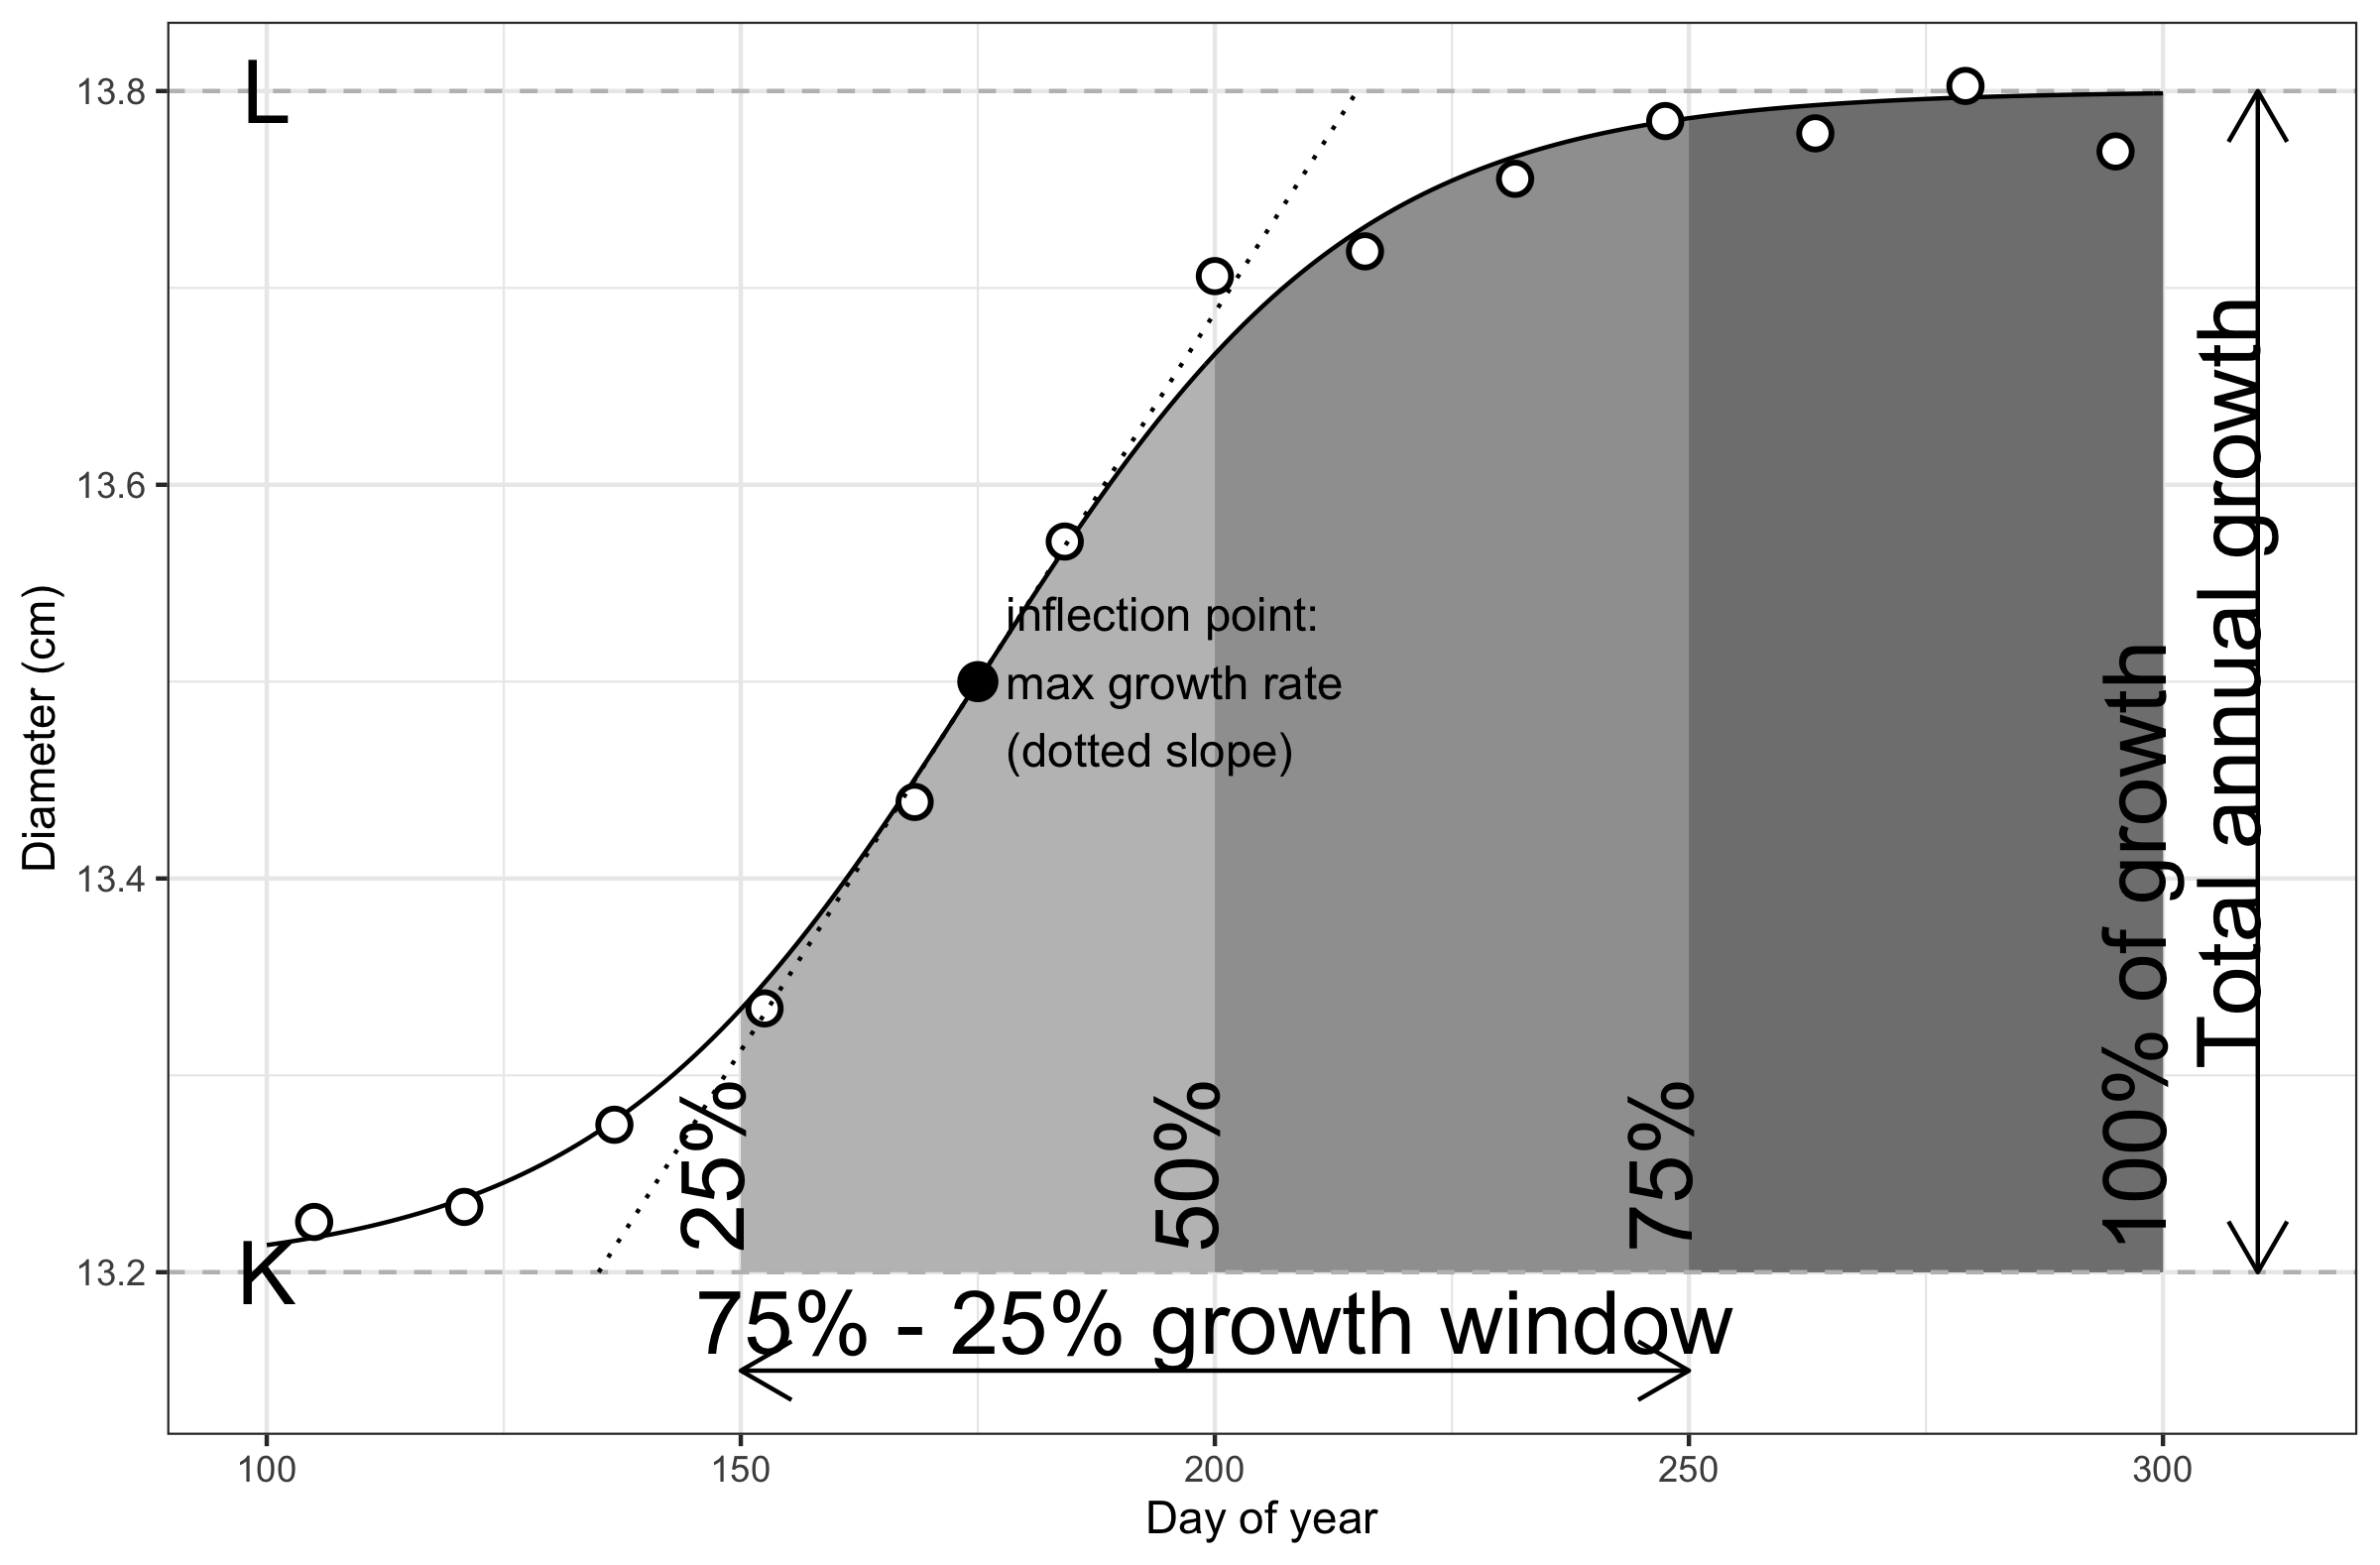 L
13.8
13.6
13.4
13.2
Diameter (cm)
inflection point:
max growth rate
(dotted slope)
K
25%
50%
75%
100% of growth
Total annual growth
75% - 25% growth window
100
150
200
250
300
Day of year